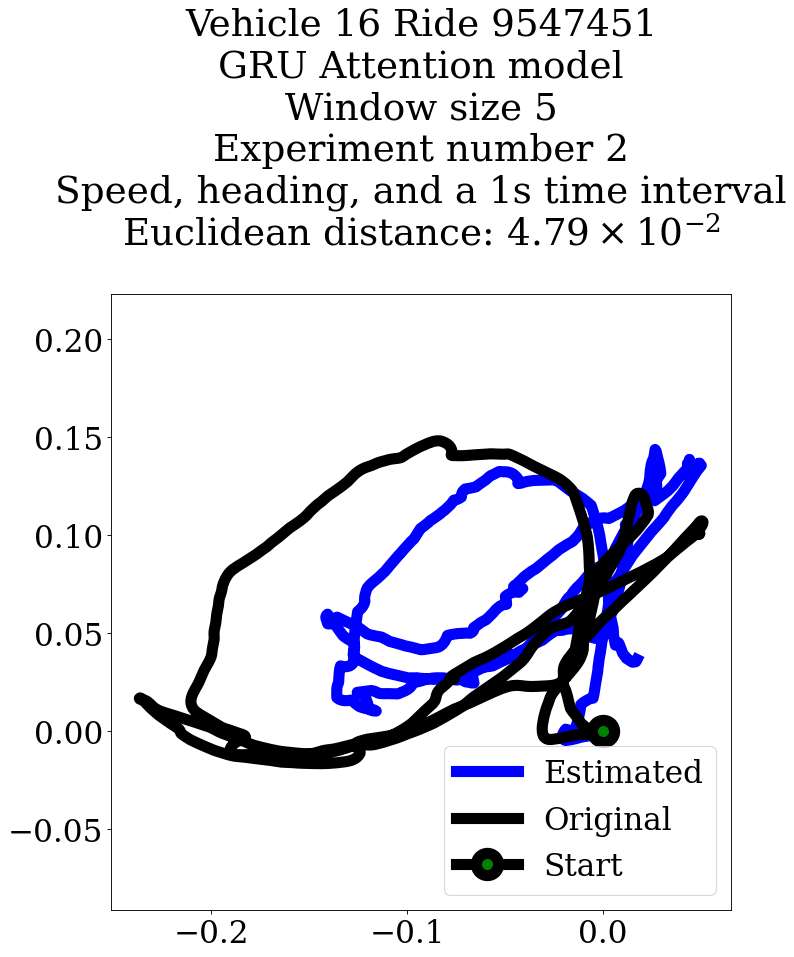 Vehicle 16 Ride 9547451
GRU Attention model
Window size 5
Experiment number 2
Speed, heading, and a 1s time interval
Euclidean distance: 4.79 × 10⁻²
0.20
0.15
0.10
0.05
0.00
−0.05
−0.2 −0.1 0.0
Estimated
Original
Start